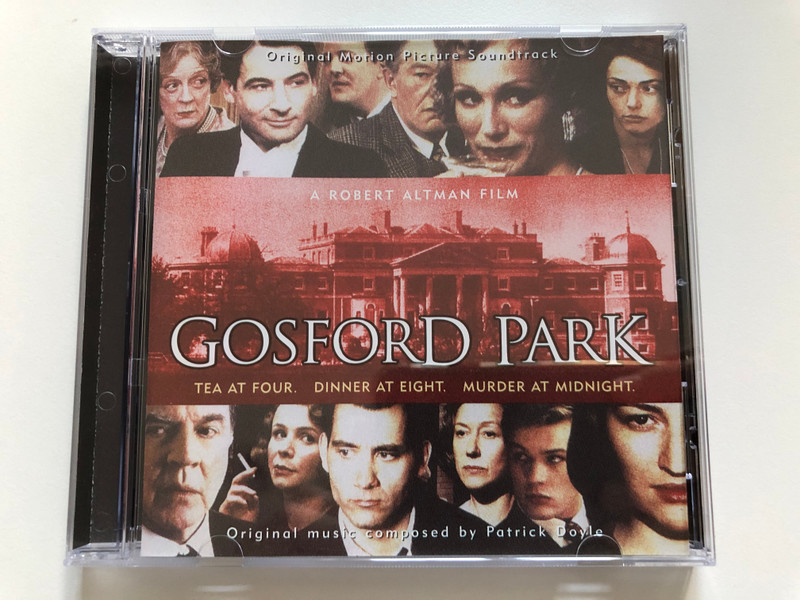 Original Motion Picture Soundtrack
A ROBERT ALTMAN FILM
GOSFORD PARK
TEA AT FOUR. DINNER AT EIGHT. MURDER AT MIDNIGHT.
Original music composed by Patrick Doyle